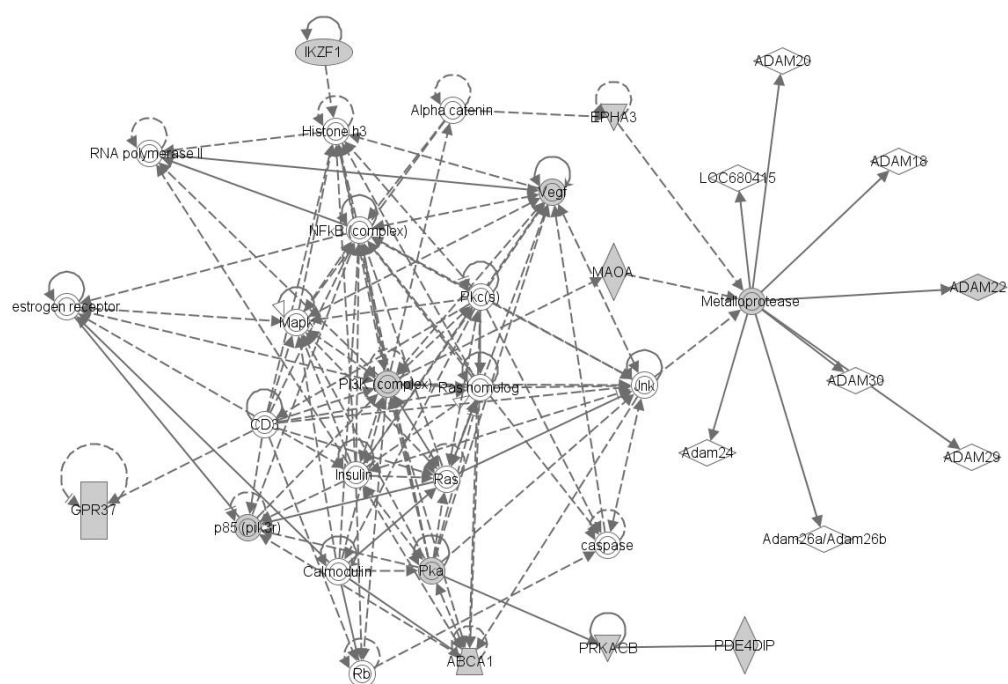 IKZF1
ADAM20
Alpha catenin
EPHA3
Histone h3
RNA polymerase II
ADAM18
LOC680415
Vegf
NFkB (complex)
MAOA
ADAM22
Pkc(s)
Metalloprotease
estrogen receptor
Mapk
PI3K (complex)
Ras homolog
Jnk
ADAM30
CD3
Adam24
ADAM29
Insulin
Ras
GPR37
p85 (pik3r)
Adam26a/Adam26b
caspase
Calmodulin
Pka
PRKACB
PDE4DIP
ABCA1
Rb